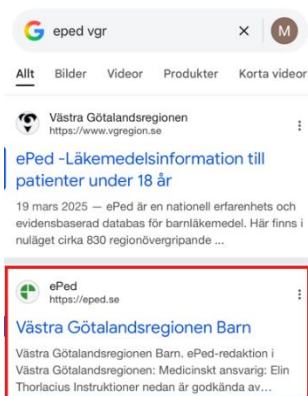 eped vgr
M
Allt Bilder Videor Produkter Korta videor
Västra Götalandsregionen
https://www.vgregion.se
ePed -Läkemedelsinformation till
patienter under 18 år
19 mars 2025 — ePed är en nationell erfarenhets och
evidensbaserad databas för barnläkemedel. Här finns i
nuläget cirka 830 regionövergripande ...
ePed
https://eped.se
Västra Götalandsregionen Barn
Västra Götalandsregionen Barn. ePed-redaktion i
Västra Götalandsregionen: Medicinskt ansvarig: Elin
Thorlacius Instruktioner nedan är godkända av...